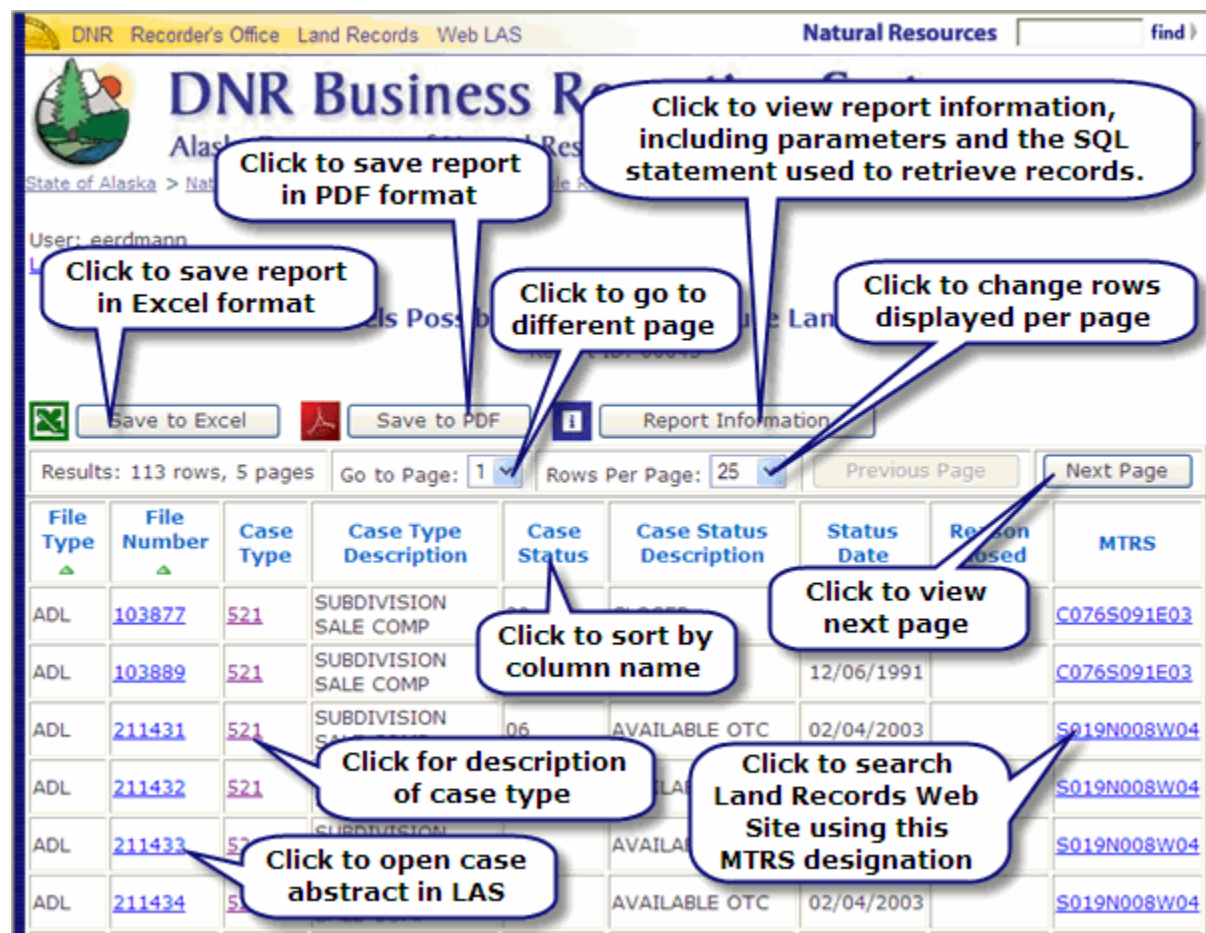 DNR Recorder's Office Land Records Web LAS Natural Resources find
DNR Business
Click to view report information,
including parameters and the SQL
statement used to retrieve records.
Click to save report
in PDF format
State of Alaska >
User: eerdmann
Click to save report
in Excel format
Click to go to
different page
Click to change rows
displayed per page
Save to Excel Save to PDF Report Information
Results: 113 rows, 5 pages Go to Page: 1 Rows Per Page: 25 Previous Page Next Page
File Type File Number Case Type Case Type Description Case Status Case Status Description Status Date Reason Closed MTRS
Click to view
next page
Click to sort by
column name
ADL 103877 521 SUBDIVISION SALE COMP C076S091E03
ADL 103889 521 SUBDIVISION SALE COMP 12/06/1991 C076S091E03
ADL 211431 521 SUBDIVISION 06 AVAILABLE OTC 02/04/2003 S019N008W04
Click for description
of case type
Click to search
Land Records Web
Site using this
MTRS designation
ADL 211432 521 S019N008W04
ADL 211433 S019N008W04
Click to open case
abstract in LAS
ADL 211434 AVAILABLE OTC 02/04/2003 S019N008W04